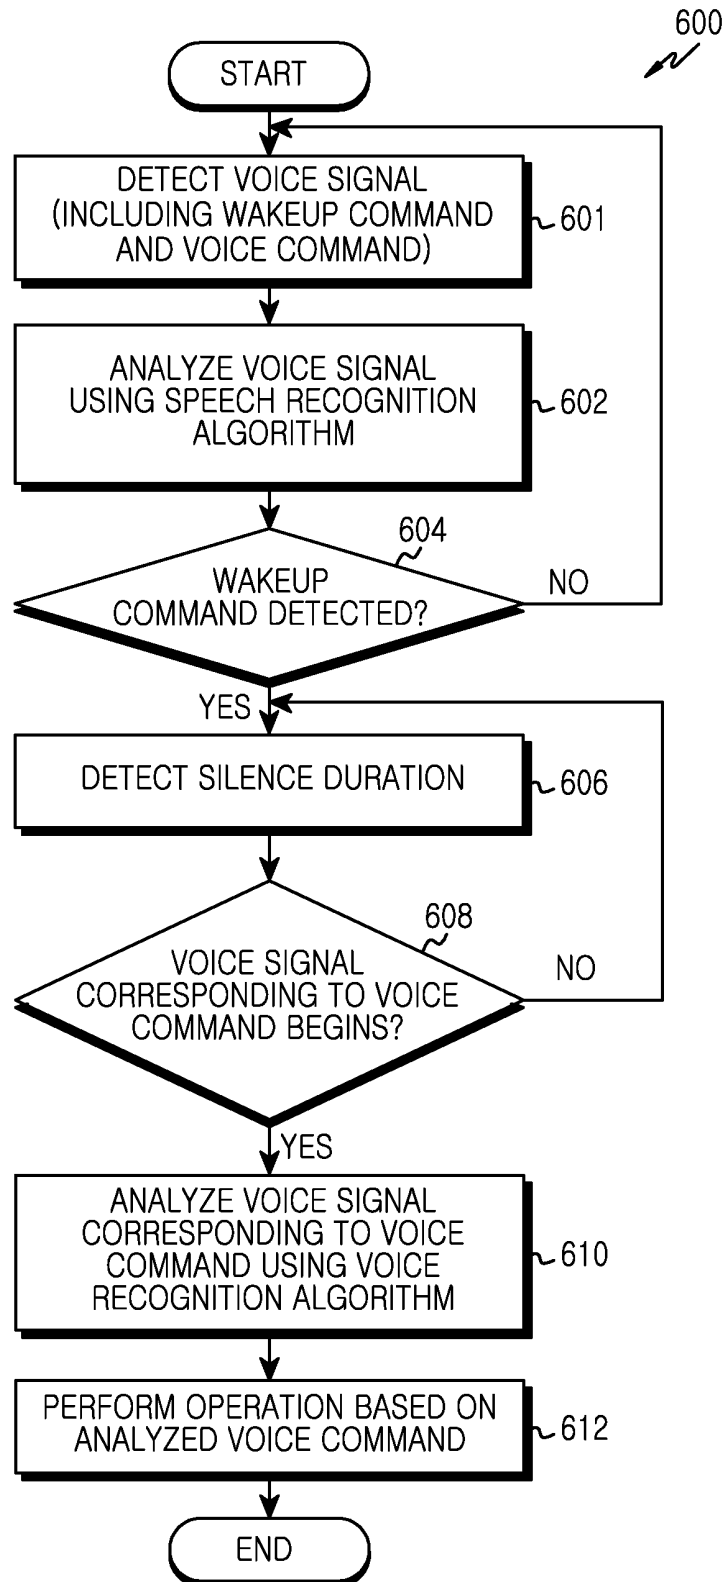 600
START
DETECT VOICE SIGNAL
(INCLUDING WAKEUP COMMAND
AND VOICE COMMAND)
601
ANALYZE VOICE SIGNAL
USING SPEECH RECOGNITION
ALGORITHM
602
604
WAKEUP
COMMAND DETECTED?
NO
YES
DETECT SILENCE DURATION
606
608
VOICE SIGNAL
CORRESPONDING TO VOICE
COMMAND BEGINS?
NO
YES
ANALYZE VOICE SIGNAL
CORRESPONDING TO VOICE
COMMAND USING VOICE
RECOGNITION ALGORITHM
610
PERFORM OPERATION BASED ON
ANALYZED VOICE COMMAND
612
END